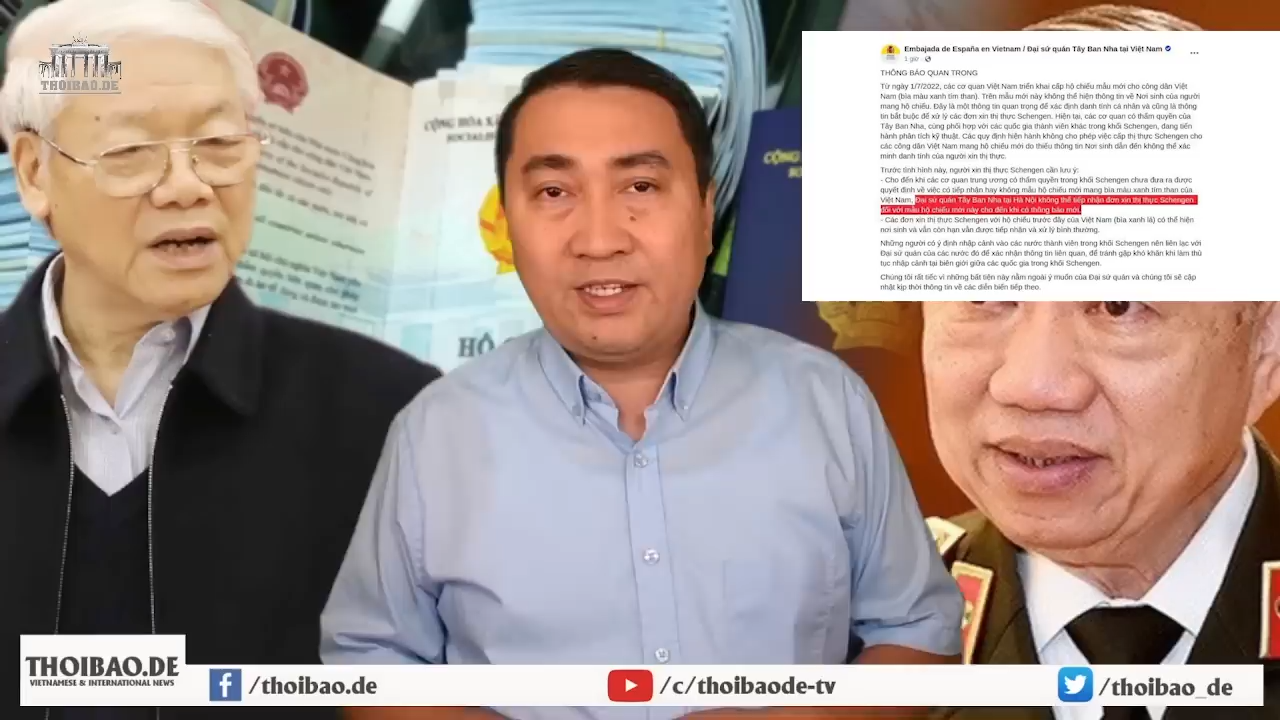 THOIBAO.DE
Embajada de España en Vietnam / Đại sứ quán Tây Ban Nha tại Việt Nam
1 giờ ·
THÔNG BÁO QUAN TRỌNG
Từ ngày 1/7/2022, các cơ quan Việt Nam triển khai cấp hộ chiếu mẫu mới cho công dân Việt
Nam (bìa màu xanh tím than). Trên mẫu mới này không thể hiện thông tin về Nơi sinh của người
mang hộ chiếu. Đây là một thông tin quan trọng để xác định danh tính cá nhân và cũng là thông
tin bắt buộc để xử lý các đơn xin thị thực Schengen. Hiện tại, các cơ quan có thẩm quyền của
Tây Ban Nha, cùng phối hợp với các quốc gia thành viên khác trong khối Schengen, đang tiến
hành phân tích kỹ thuật. Các quy định hiện hành không cho phép việc cấp thị thực Schengen cho
các công dân Việt Nam mang hộ chiếu mới do thiếu thông tin Nơi sinh dẫn đến không thể xác
minh danh tính của người xin thị thực.
Trước tình hình này, người xin thị thực Schengen cần lưu ý:
- Cho đến khi các cơ quan trung ương có thẩm quyền trong khối Schengen chưa đưa ra được
quyết định về việc có tiếp nhận hay không mẫu hộ chiếu mới mang bìa màu xanh tím than của
Việt Nam, Đại sứ quán Tây Ban Nha tại Hà Nội không thể tiếp nhận đơn xin thị thực Schengen
đối với mẫu hộ chiếu mới này cho đến khi có thông báo mới.
- Các đơn xin thị thực Schengen với hộ chiếu trước đây của Việt Nam (bìa xanh lá) có thể hiện
nơi sinh và vẫn còn hạn vẫn được tiếp nhận và xử lý bình thường.
Những người có ý định nhập cảnh vào các nước thành viên trong khối Schengen nên liên lạc với
Đại sứ quán của các nước đó để xác nhận thông tin liên quan, để tránh gặp khó khăn khi làm thủ
tục nhập cảnh tại biên giới giữa các quốc gia trong khối Schengen.
Chúng tôi rất tiếc vì những bất tiện này nằm ngoài ý muốn của Đại sứ quán và chúng tôi sẽ cập
nhật kịp thời thông tin về các diễn biến tiếp theo.
CỘNG HÒA X
HỘ C
CỘNG
THOIBAO.DE
VIETNAMESE & INTERNATIONAL NEWS
/thoibao.de
/c/thoibaode-tv
/thoibao_de